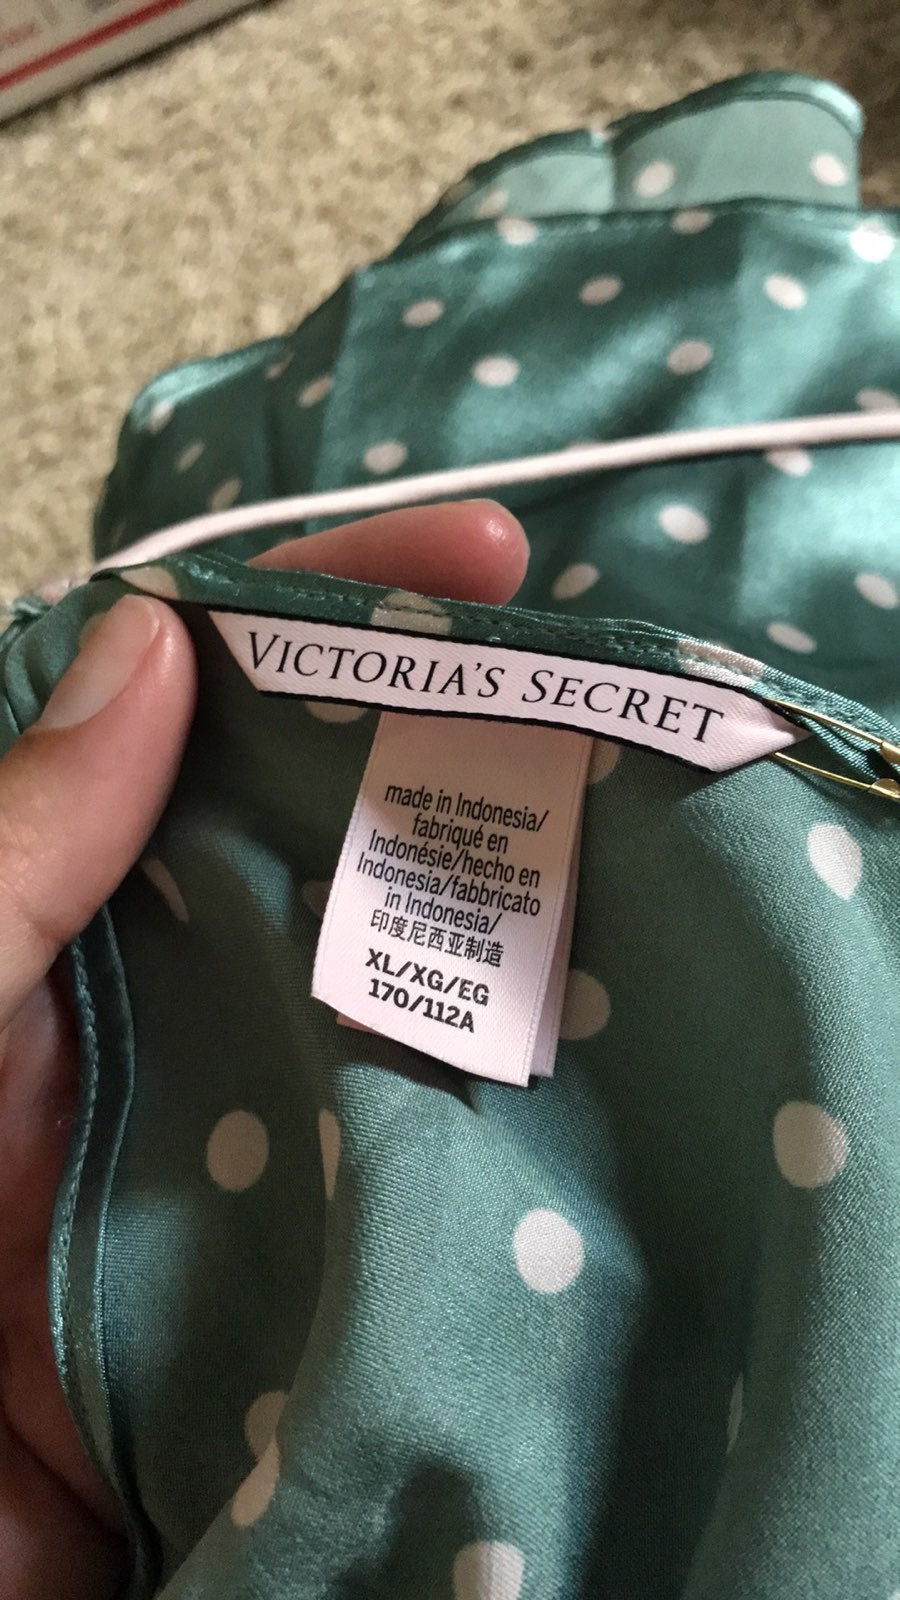 VICTORIA'S SECRET
made in Indonesia/
fabriqué en
Indonésie/hecho en
Indonesia/fabbricato
in Indonesia/
印度尼西亚制造
XL/XG/EG
170/112A